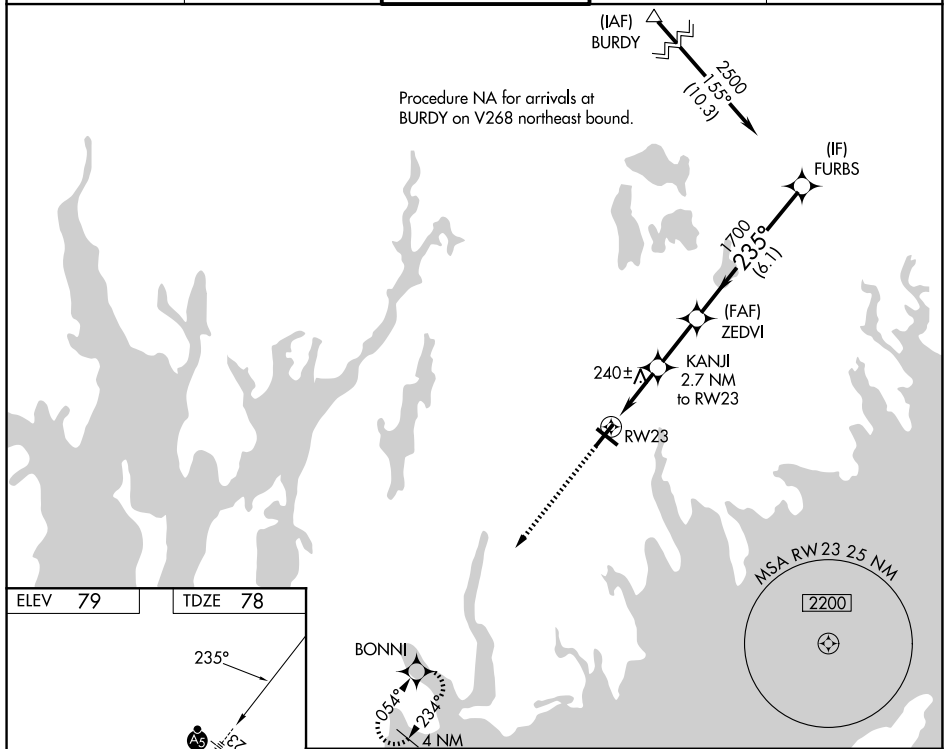 (IAF)
BURDY
2500
155°
(10.3)
Procedure NA for arrivals at
BURDY on V268 northeast bound.
(IF)
FURBS
1700
235°
(6.1)
(FAF)
ZEDVI
KANJI
2.7 NM
to RW23
240±
RW23
MSA RW23 25 NM
2200
ELEV 79
TDZE 78
235°
A5
23
BONNI
054°
234°
4 NM